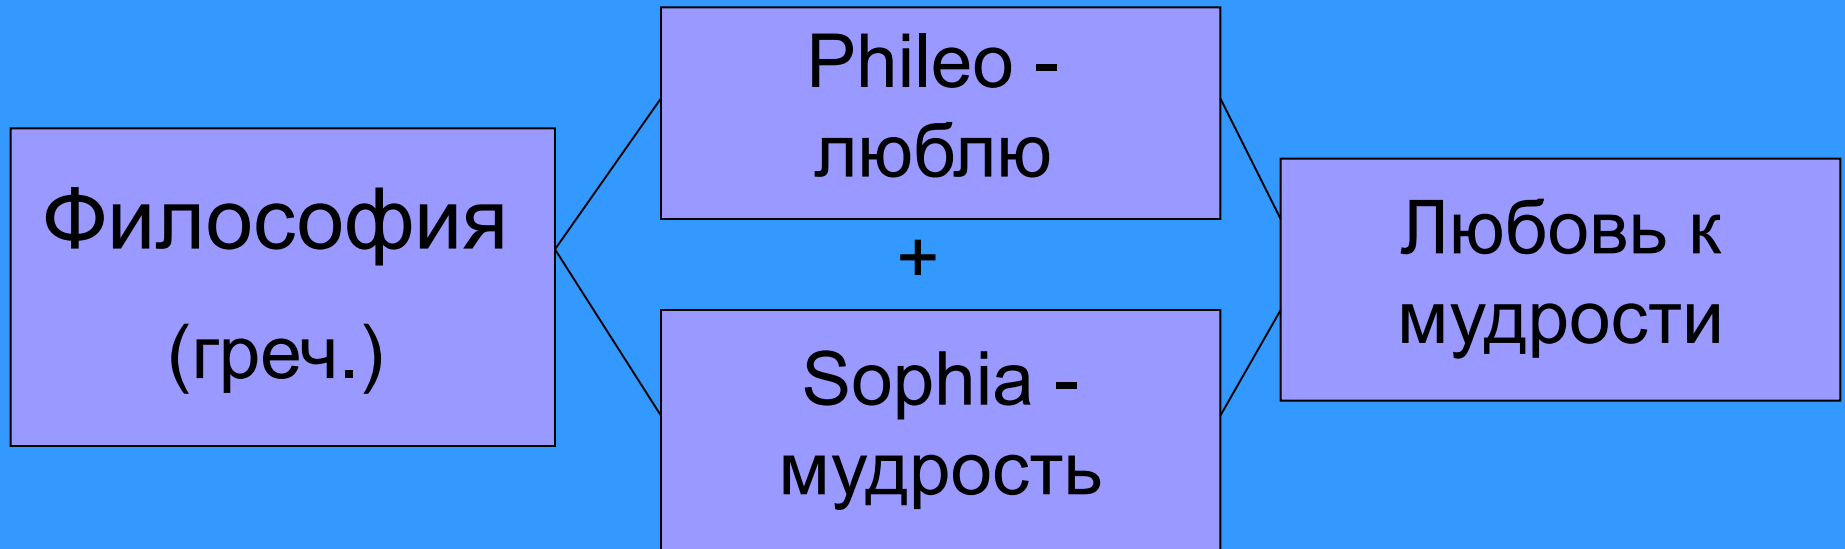 Философия
(греч.)
Phileo -
люблю
+
Sophia -
мудрость
Любовь к
мудрости